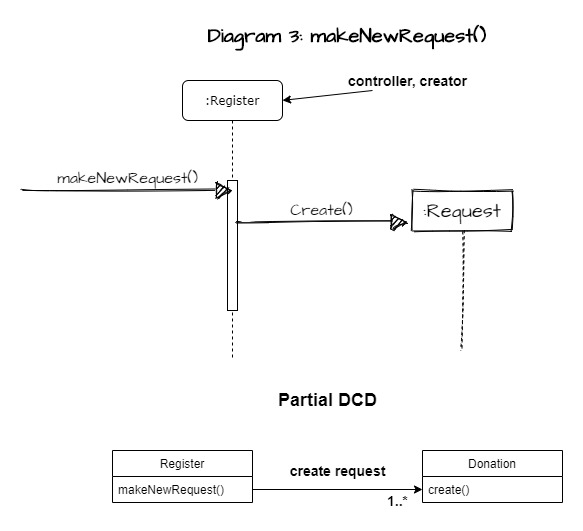 Diagram 3: makeNewRequest()
controller, creator
:Register
makeNewRequest()
Create()
:Request
Partial DCD
Register
create request
Donation
makeNewRequest()
1..*
create()